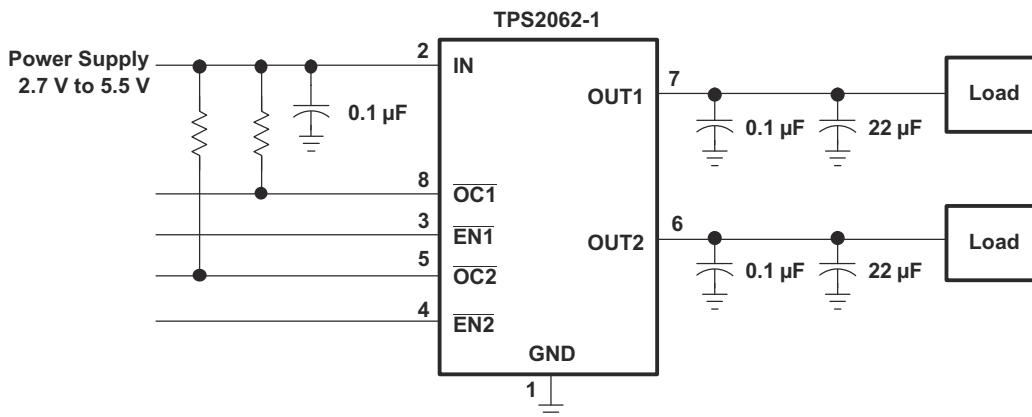 TPS2062-1
Power Supply
2.7 V to 5.5 V
2
IN
0.1 µF
8
OC1
3
EN1
5
OC2
4
EN2
GND
1
OUT1
7
0.1 µF
22 µF
Load
OUT2
6
0.1 µF
22 µF
Load